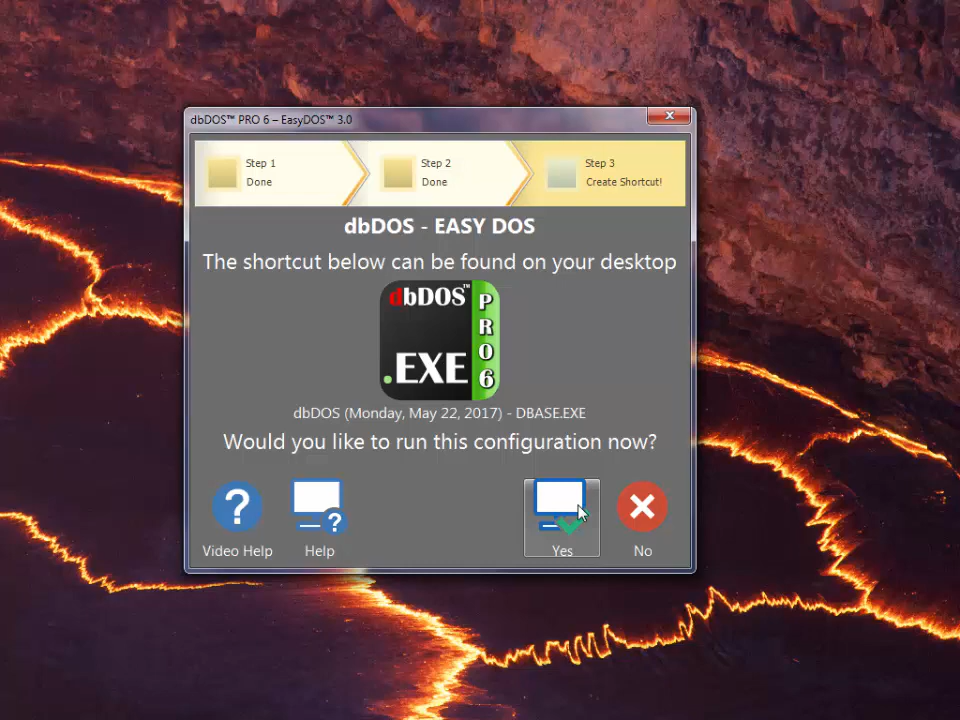 dbDOS™ PRO 6 – EasyDOS™ 3.0
x
Step 1
Done
Step 2
Done
Step 3
Create Shortcut!
dbDOS - EASY DOS
The shortcut below can be found on your desktop
dbDOS™
PRO6
.EXE
dbDOS (Monday, May 22, 2017) - DBASE.EXE
Would you like to run this configuration now?
?
?
Video Help
Help
Yes
No